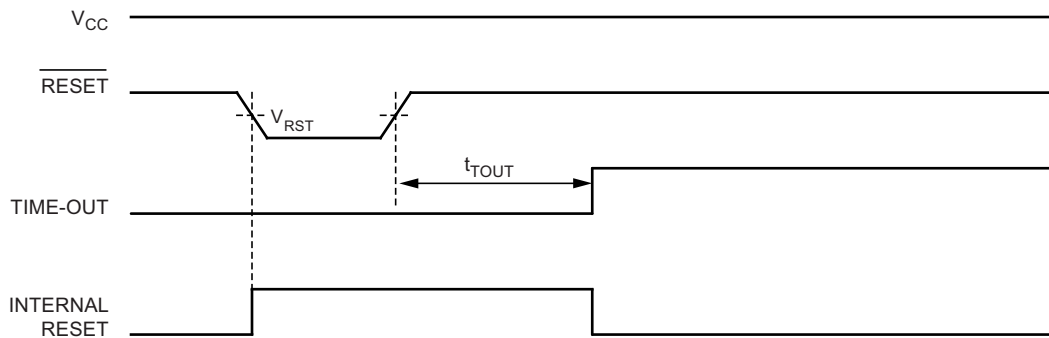 VCC
RESET
VRST
tTOUT
TIME-OUT
INTERNAL
RESET